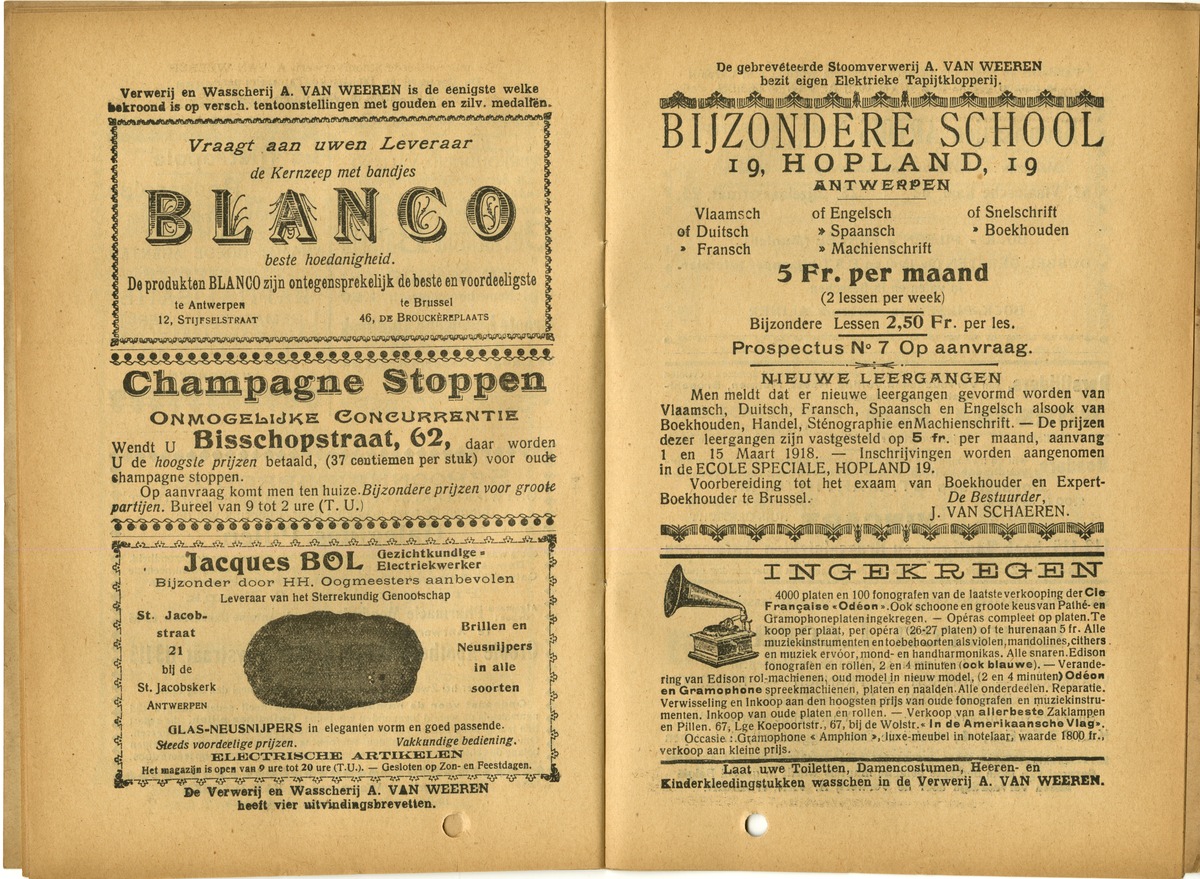 Verwerij en Wasscherij A. VAN WEEREN is de eenigste welke
bekroond is op versch. tentoonstellingen met gouden en zilv. medalïen.
Vraagt aan uwen Leveraar
de Kernzeep met bandjes
BLANCO
beste hoedanigheid.
De produkten BLANCO zijn ontegensprekelijk de beste en voordeeligste
te Antwerpen
12, STIJFSELSTRAAT
te Brussel
46, DE BROUCKÈREPLAATS
Champagne Stoppen
ONMOGELIJKE CONCURRENTIE
Wendt U Bisschopstraat, 62, daar worden
U de hoogste prijzen betaald, (37 centiemen per stuk) voor oude
champagne stoppen.
Op aanvraag komt men ten huize. Bijzondere prijzen voor groote
partijen. Bureel van 9 tot 2 ure (T. U.)
Jacques BOL Gezichtkundige =
Electriekwerker
Bijzonder door HH. Oogmeesters aanbevolen
Leveraar van het Sterrekundig Genootschap
St. Jacob-
straat
21
bij de
St. Jacobskerk
ANTWERPEN
Brillen en
Neusnijpers
in alle
soorten
GLAS-NEUSNIJPERS in eleganten vorm en goed passende.
Steeds voordeelige prijzen. Vakkundige bediening.
ELECTRISCHE ARTIKELEN
Het magazijn is open van 9 ure tot 20 ure (T.U.). — Gesloten op Zon- en Feestdagen.
De Verwerij en Wasscherij A. VAN WEEREN
heeft vier uitvindingsbrevetten.
De gebrevéteerde Stoomverwerij A. VAN WEEREN
bezit eigen Elektrieke Tapijtklopperij.
BIJZONDERE SCHOOL
19, HOPLAND, 19
ANTWERPEN
Vlaamsch of Engelsch of Snelschrift
of Duitsch » Spaansch » Boekhouden
» Fransch » Machienschrift
5 Fr. per maand
(2 lessen per week)
Bijzondere Lessen 2,50 Fr. per les.
Prospectus No 7 Op aanvraag.
NIEUWE LEERGANGEN
Men meldt dat er nieuwe leergangen gevormd worden van
Vlaamsch, Duitsch, Fransch, Spaansch en Engelsch alsook van
Boekhouden, Handel, Sténographie en Machienschrift. — De prijzen
dezer leergangen zijn vastgesteld op 5 fr. per maand, aanvang
1 en 15 Maart 1918. — Inschrijvingen worden aangenomen
in de ECOLE SPECIALE, HOPLAND 19.
Voorbereiding tot het exaam van Boekhouder en Expert-
Boekhouder te Brussel. De Bestuurder,
J. VAN SCHAEREN.
INGEKREGEN
4000 platen en 100 fonografen van de laatste verkooping der Cie
Française «Odéon». Ook schoone en groote keus van Pathé- en
Gramophoneplaten ingekregen. — Opéras compleet op platen. Te
koop per plaat, per opéra (26-27 platen) of te huren aan 5 fr. Alle
muziekinstrumenten en toebehoorten als violen, mandolines, cithers
en muziek ervóor, mond- en handharmonikas. Alle snaren. Edison
fonografen en rollen, 2 en 4 minuten (ook blauwe). — Verande-
ring van Edison rol-machienen, oud model in nieuw model, (2 en 4 minuten) Odéon
en Gramophone spreekmachienen, platen en naalden. Alle onderdeelen. Reparatie.
Verwisseling en Inkoop aan den hoogsten prijs van oude fonografen en muziekinstru-
menten. Inkoop van oude platen en rollen. — Verkoop van allerbeste Zaklampen
en Pillen. 67, Lge Koepoortstr., 67, bij de Wolstr. «In de Amerikaansche Vlag».
Occasie : Gramophone « Amphion », luxe-meubel in notelaar, waarde 1800 fr.,
verkoop aan kleine prijs.
Laat uwe Toiletten, Damencostumen, Heeren- en
Kinderkleedingstukken wasschen in de Verwerij A. VAN WEEREN.